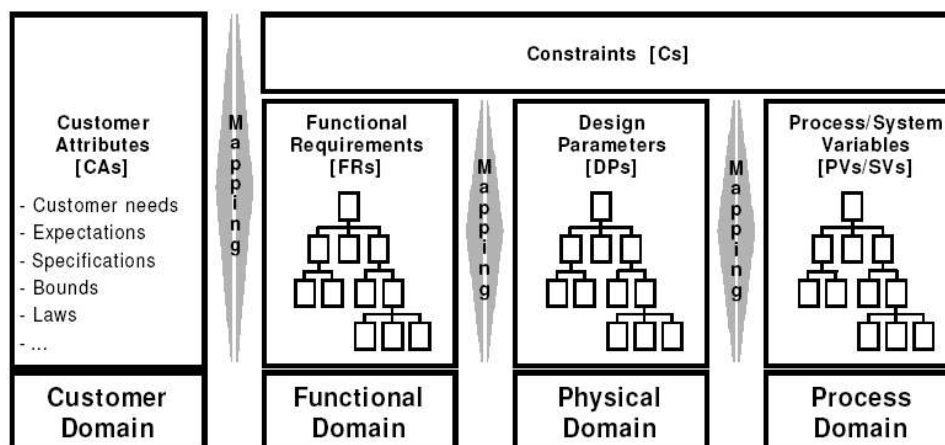 Constraints [Cs]
Customer
Attributes
[CAs]
- Customer needs
- Expectations
- Specifications
- Bounds
- Laws
- ...
Mapping
Functional
Requirements
[FRs]
Mapping
Design
Parameters
[DPs]
Mapping
Process/System
Variables
[PVs/SVs]
Customer
Domain
Functional
Domain
Physical
Domain
Process
Domain